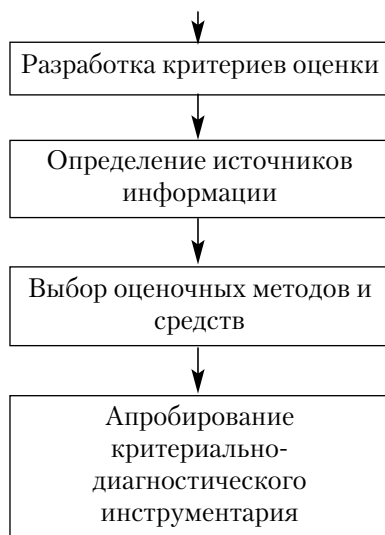 Разработка критериев оценки
Определение источников
информации
Выбор оценочных методов и
средств
Апробирование
критериально-
диагностического
инструментария